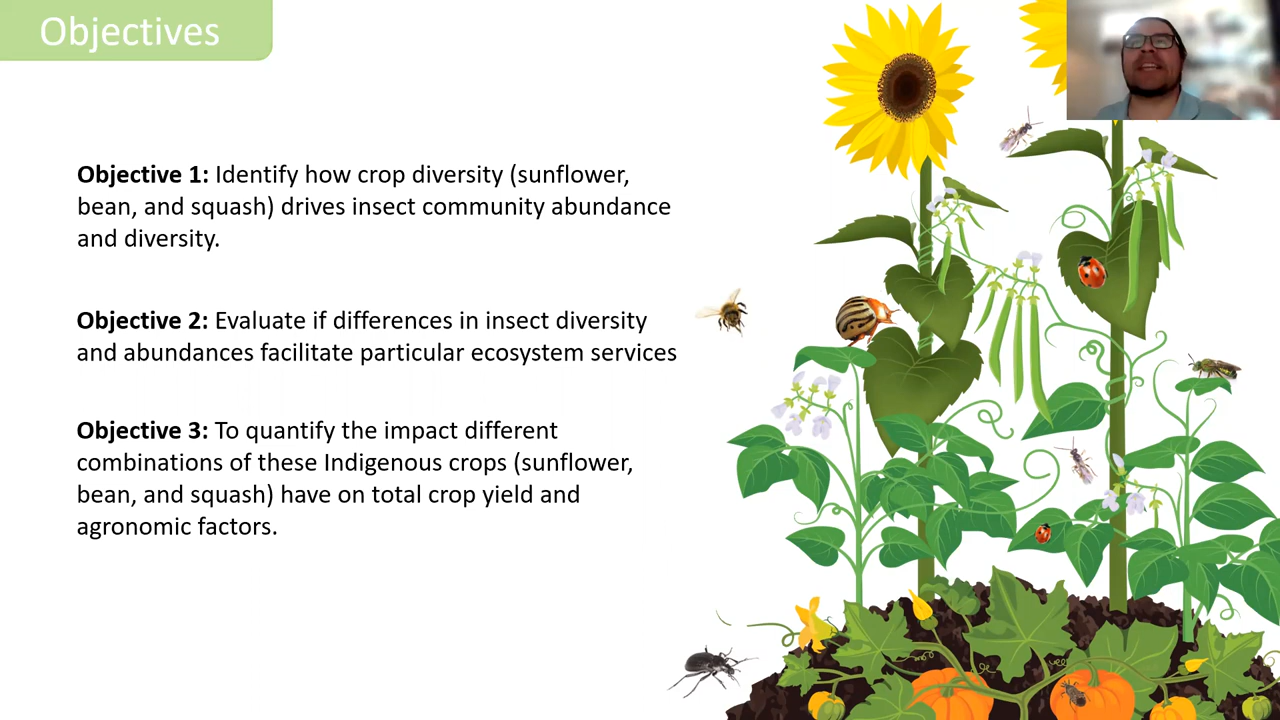 Objectives
Objective 1: Identify how crop diversity (sunflower,
bean, and squash) drives insect community abundance
and diversity.
Objective 2: Evaluate if differences in insect diversity
and abundances facilitate particular ecosystem services
Objective 3: To quantify the impact different
combinations of these Indigenous crops (sunflower,
bean, and squash) have on total crop yield and
agronomic factors.